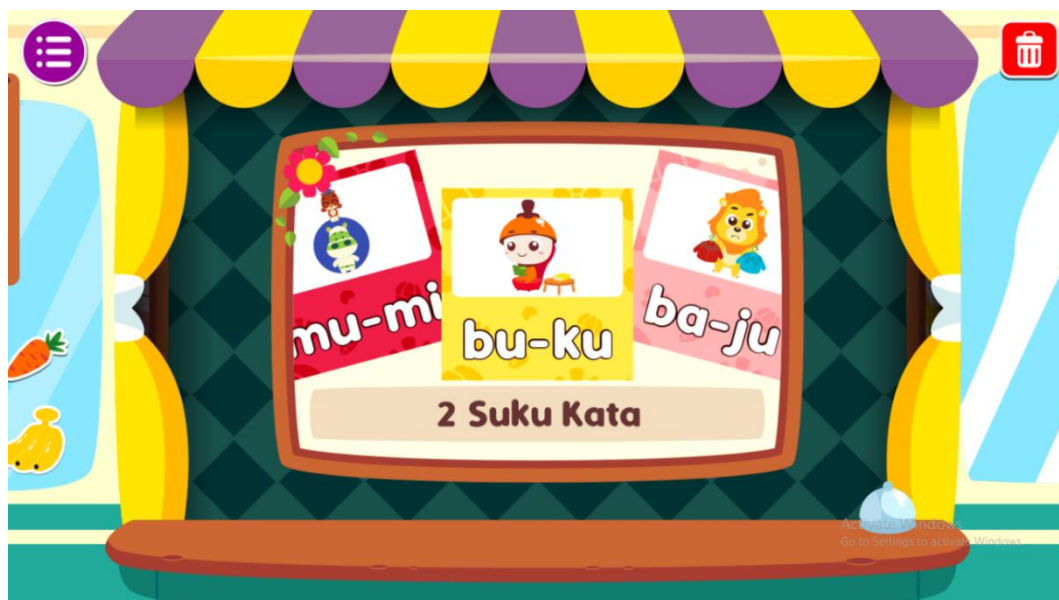 mu-mi
bu-ku
ba-ju
2 Suku Kata
Activate Windows
Go to Settings to activate Windows.